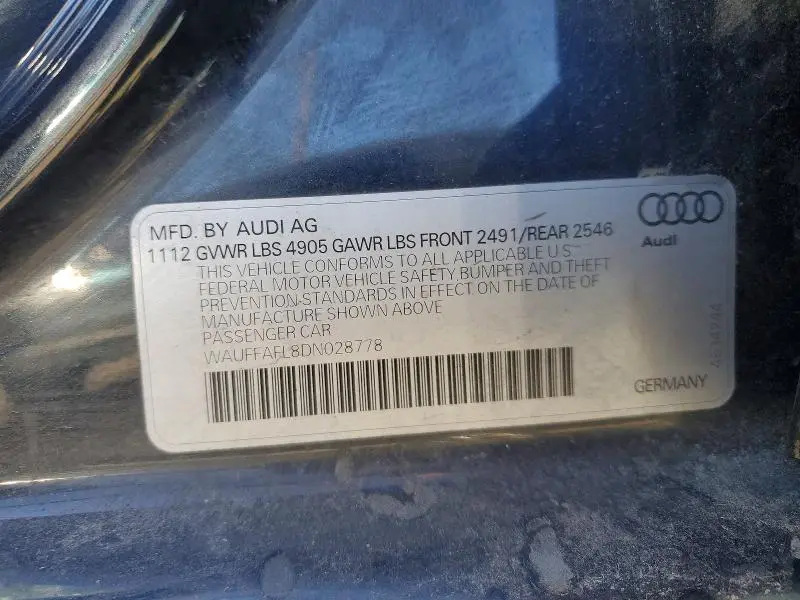 MFD. BY AUDI AG
1112 GVWR LBS 4905 GAWR LBS FRONT 2491/REAR 2546
THIS VEHICLE CONFORMS TO ALL APPLICABLE U S
FEDERAL MOTOR VEHICLE SAFETY BUMPER AND THEFT
PREVENTION-STANDARDS IN EFFECT ON THE DATE OF
MANUFACTURE SHOWN ABOVE
PASSENGER CAR
WAUFFAFL8DN028778
Audi
GERMANY